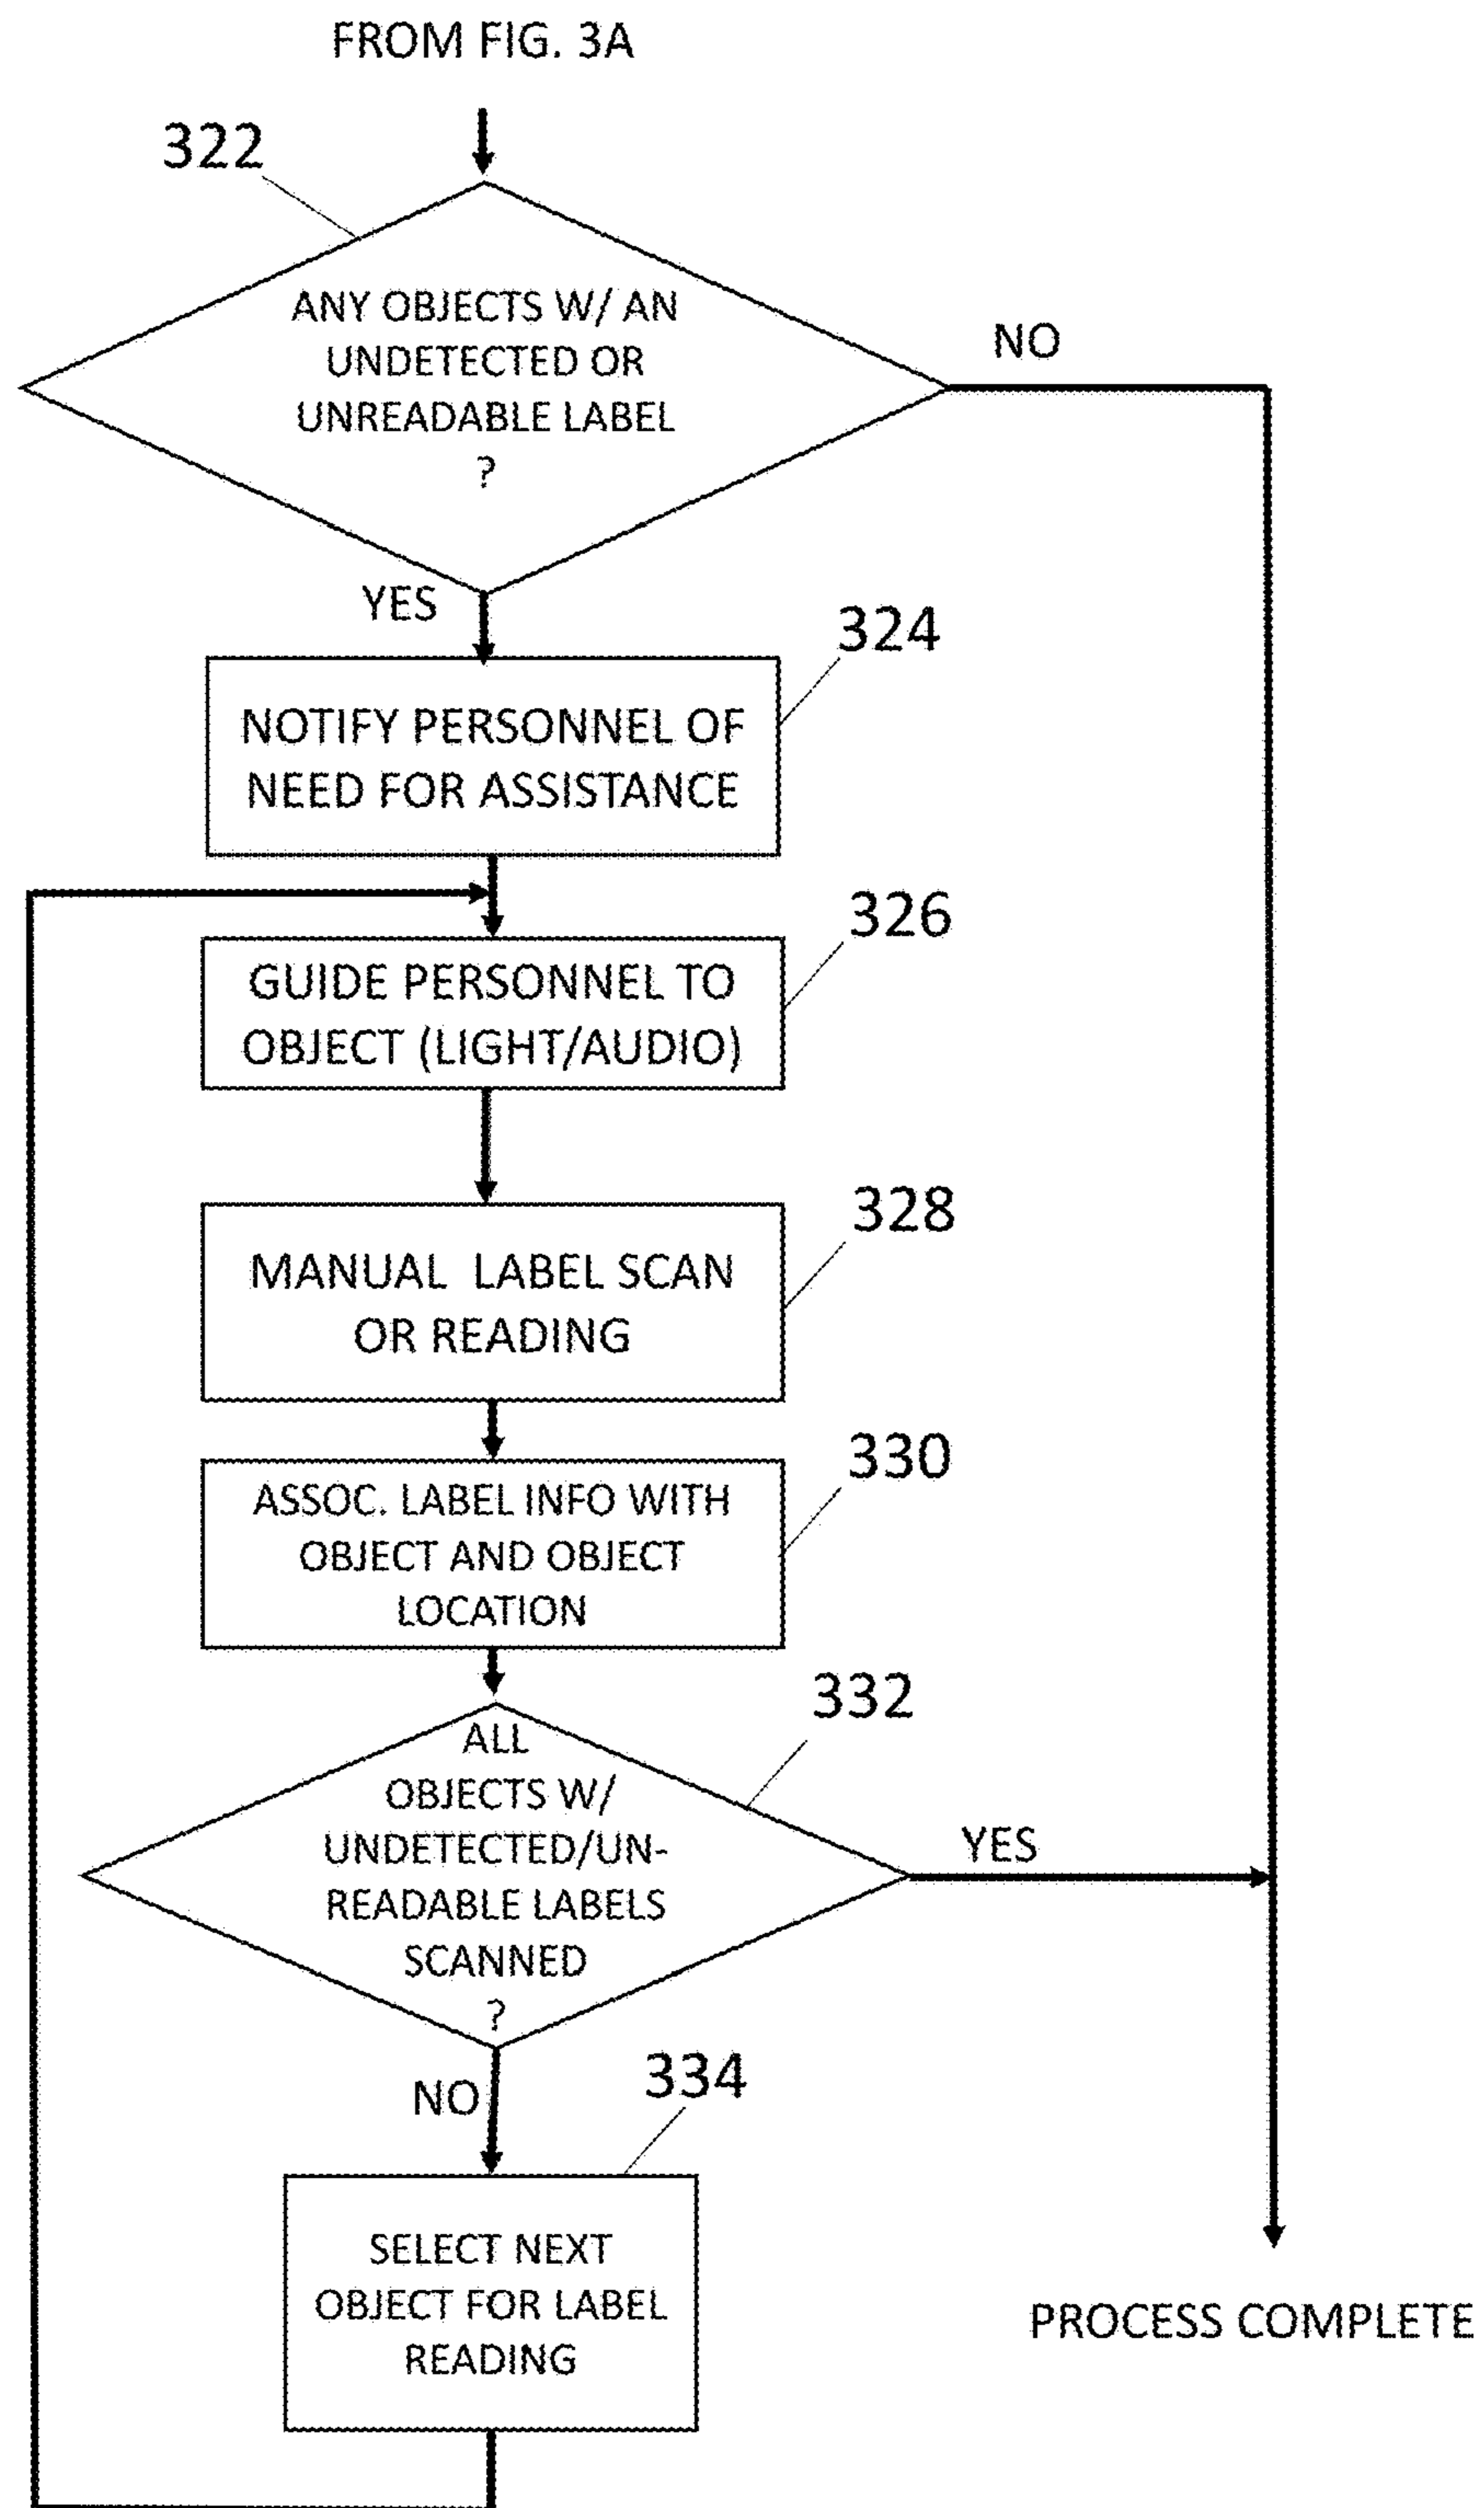 FROM FIG. 3A
322
ANY OBJECTS W/ AN
UNDETECTED OR
UNREADABLE LABEL
?
NO
YES
324
NOTIFY PERSONNEL OF
NEED FOR ASSISTANCE
326
GUIDE PERSONNEL TO
OBJECT (LIGHT/AUDIO)
328
MANUAL LABEL SCAN
OR READING
330
ASSOC. LABEL INFO WITH
OBJECT AND OBJECT
LOCATION
332
ALL
OBJECTS W/
UNDETECTED/UN-
READABLE LABELS
SCANNED
?
YES
NO
334
SELECT NEXT
OBJECT FOR LABEL
READING
PROCESS COMPLETE